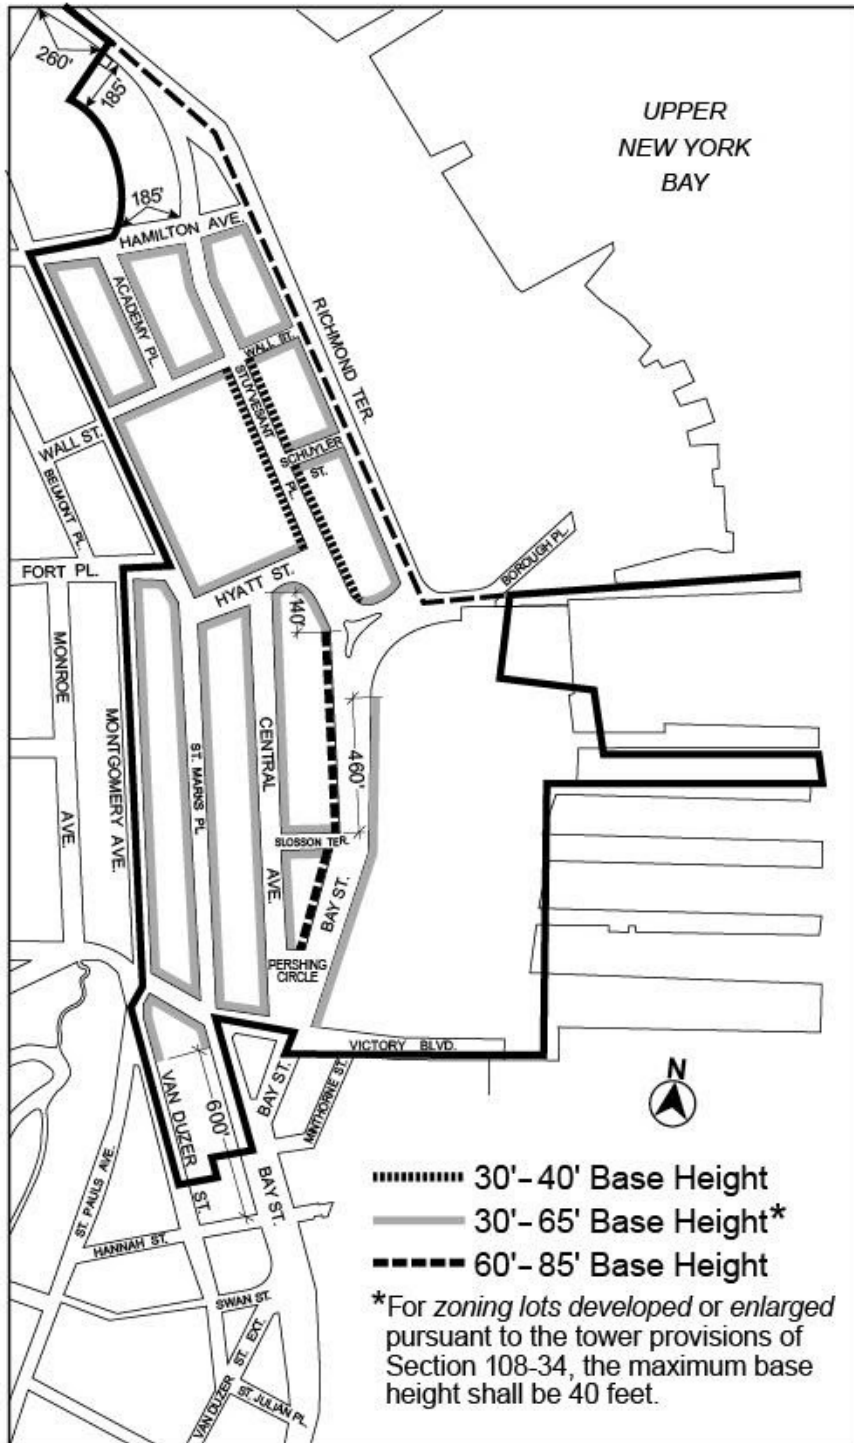 260'
185'
UPPER
NEW YORK
BAY
185'
HAMILTON AVE.
ACADEMY PL.
RICHMOND TER.
WALL ST.
STUYVESANT
PL.
SCHUYLER
ST.
WALL ST.
BELMONT PL.
FORT PL.
HYATT ST.
BOROUGH PL.
140'
MONROE
AVE.
MONTGOMERY AVE.
ST. MARKS PL.
CENTRAL
AVE.
460'
SLOSSON TER.
BAY ST.
PERSHING
CIRCLE
VICTORY BLVD.
N
VAN DUZER
ST.
600'
BAY ST.
MINTHORNE ST.
BAY ST.
ST. PAULS AVE.
HANNAH ST.
SWAN ST.
VAN DUZER ST. EXT.
ST. JULIAN PL.
30'-40' Base Height
30'-65' Base Height*
60'-85' Base Height
*For zoning lots developed or enlarged
pursuant to the tower provisions of
Section 108-34, the maximum base
height shall be 40 feet.